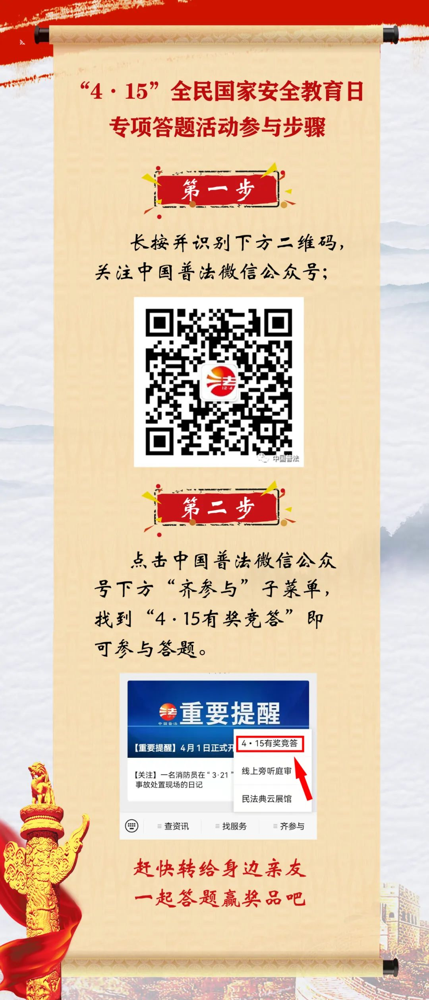 “4·15”全民国家安全教育日
专项答题活动参与步骤
第一步
长按并识别下方二维码，
关注中国普法微信公众号；
法
12·4
中国普法
第二步
点击中国普法微信公众
号下方“齐参与”子菜单，
找到“4·15有奖竞答”即
可参与答题。
法
12·4
中国普法
重要提醒
【重要提醒】4月1日正式开
4·15有奖竞答
【关注】一名消防员在“3·21”
事故处置现场的日记
线上旁听庭审
民法典云展馆
查资讯
找服务
齐参与
赶快转给身边亲友
一起答题赢奖品吧